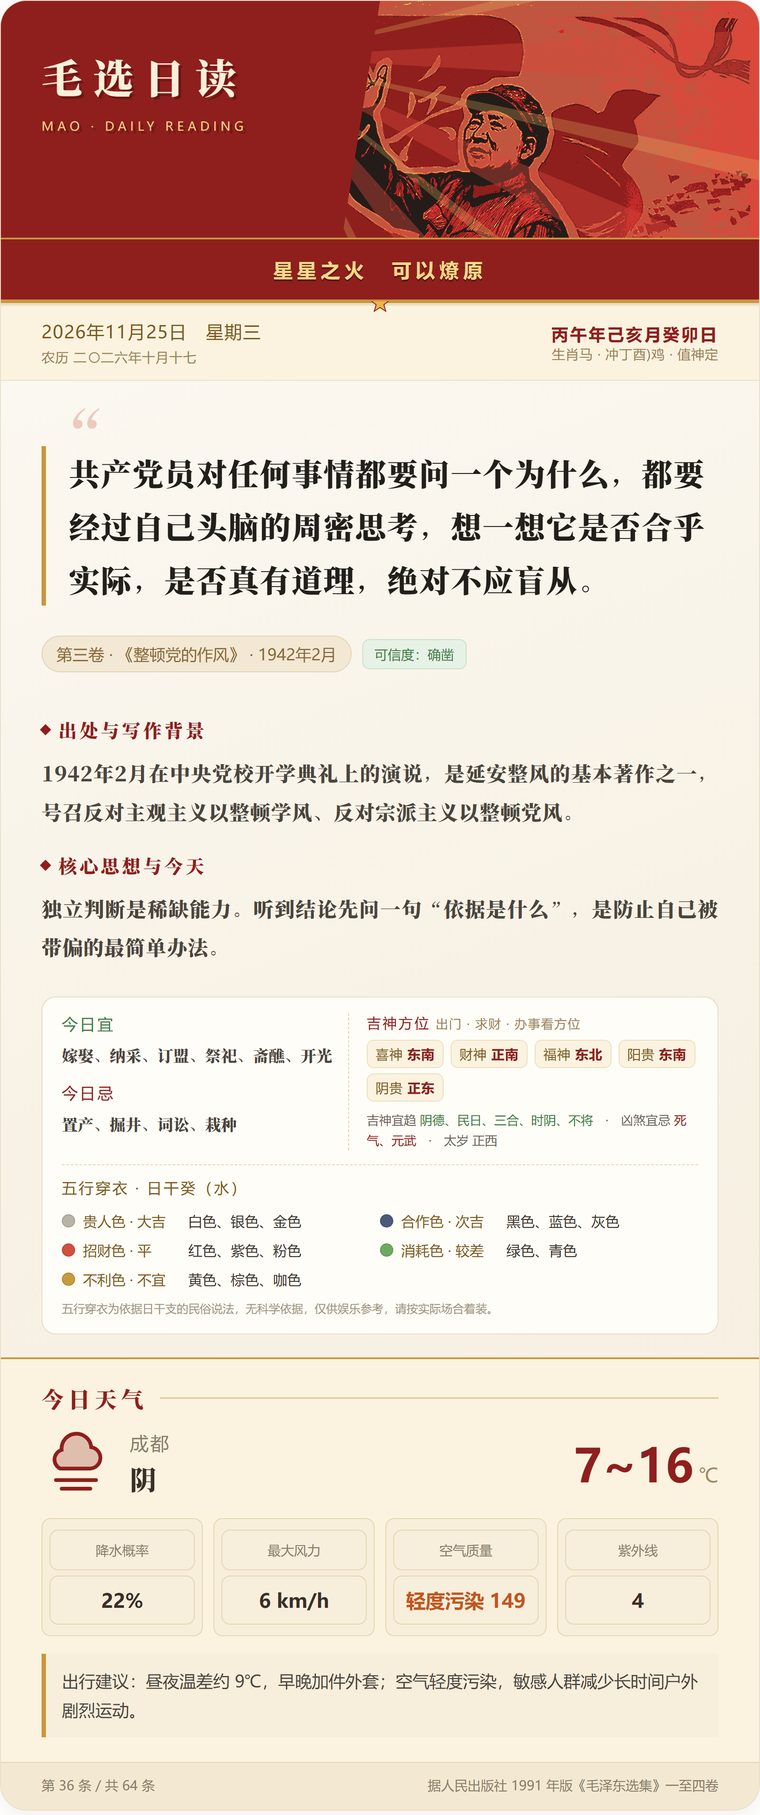 毛选日读
MAO · DAILY READING
星星之火 可以燎原
2026年11月25日 星期三
农历 二〇二六年十月十七
丙午年己亥月癸卯日
生肖马 · 冲丁酉)鸡 · 值神定
“
共产党员对任何事情都要问一个为什么，都要
经过自己头脑的周密思考，想一想它是否合乎
实际，是否真有道理，绝对不应盲从。
第三卷 · 《整顿党的作风》 · 1942年2月
可信度：确凿
出处与写作背景
1942年2月在中央党校开学典礼上的演说，是延安整风的基本著作之一，
号召反对主观主义以整顿学风、反对宗派主义以整顿党风。
核心思想与今天
独立判断是稀缺能力。听到结论先问一句“依据是什么”，是防止自己被
带偏的最简单办法。
今日宜
嫁娶、纳采、订盟、祭祀、斋醮、开光
今日忌
置产、掘井、词讼、栽种
吉神方位 出门 · 求财 · 办事看方位
喜神 东南 财神 正南 福神 东北 阳贵 东南
阴贵 正东
吉神宜趋 阴德、民日、三合、时阴、不将 · 凶煞宜忌 死
气、元武 · 太岁 正西
五行穿衣 · 日干癸（水）
贵人色 · 大吉 白色、银色、金色
合作色 · 次吉 黑色、蓝色、灰色
招财色 · 平 红色、紫色、粉色
消耗色 · 较差 绿色、青色
不利色 · 不宜 黄色、棕色、咖色
五行穿衣为依据日干支的民俗说法，无科学依据，仅供娱乐参考，请按实际场合着装。
今日天气
成都
阴
7~16 ℃
降水概率
22%
最大风力
6 km/h
空气质量
轻度污染 149
紫外线
4
出行建议：昼夜温差约 9℃，早晚加件外套；空气轻度污染，敏感人群减少长时间户外
剧烈运动。
第 36 条 / 共 64 条
据人民出版社 1991 年版《毛泽东选集》一至四卷